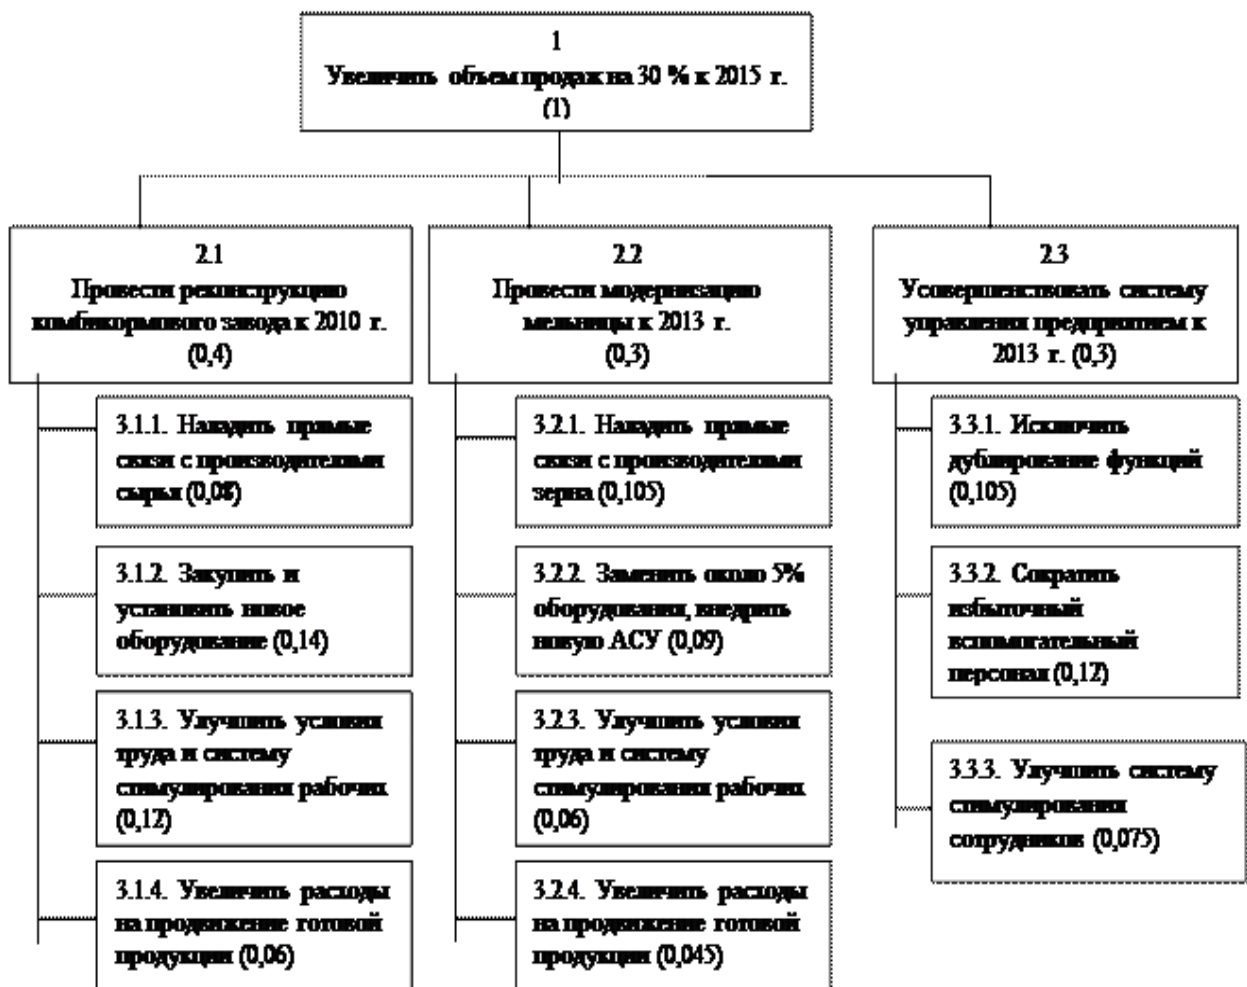 1
Увеличить объем продаж на 30 % к 2015 г.
(1)
2.1
Провести реконструкцию
комбикормового завода к 2010 г.
(0,4)
2.2
Провести модернизацию
мельницы к 2013 г.
(0,3)
2.3
Усовершенствовать систему
управления предприятием к
2013 г. (0,3)
3.1.1. Наладить прямые
связи с производителями
сырья (0,08)
3.1.2. Закупить и
установить новое
оборудование (0,14)
3.1.3. Улучшить условия
труда и систему
стимулирования рабочих
(0,12)
3.1.4. Увеличить расходы
на продвижение готовой
продукции (0,06)
3.2.1. Наладить прямые
связи с производителями
зерна (0,105)
3.2.2. Заменить около 5%
оборудования, внедрить
новую АСУ (0,09)
3.2.3. Улучшить условия
труда и систему
стимулирования рабочих
(0,06)
3.2.4. Увеличить расходы
на продвижение готовой
продукции (0,045)
3.3.1. Исключить
дублирование функций
(0,105)
3.3.2. Сократить
избыточный
вспомогательный
персонал (0,12)
3.3.3. Улучшить систему
стимулирования
сотрудников (0,075)